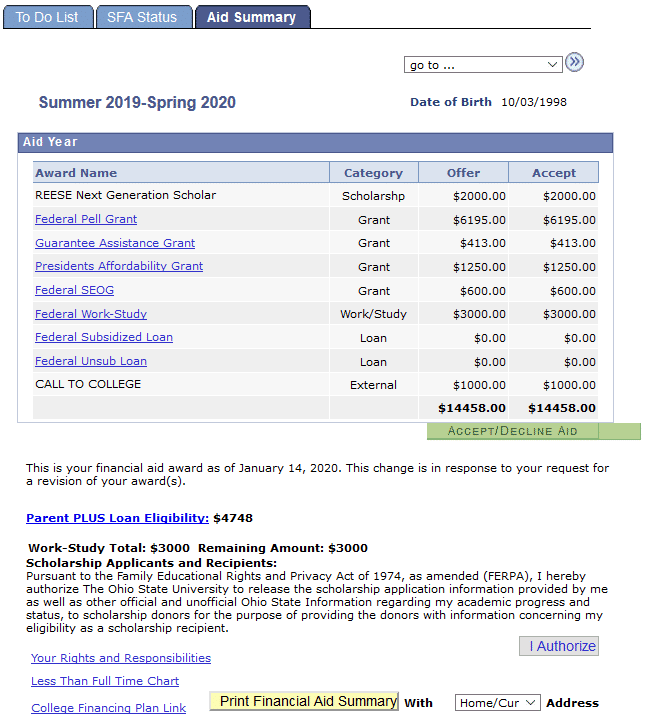 To Do List SFA Status Aid Summary
go to ...
Summer 2019-Spring 2020 Date of Birth 10/03/1998
Aid Year
Award Name Category Offer Accept
REESE Next Generation Scholar Scholarshp $2000.00 $2000.00
Federal Pell Grant Grant $6195.00 $6195.00
Guarantee Assistance Grant Grant $413.00 $413.00
Presidents Affordability Grant Grant $1250.00 $1250.00
Federal SEOG Grant $600.00 $600.00
Federal Work-Study Work/Study $3000.00 $3000.00
Federal Subsidized Loan Loan $0.00 $0.00
Federal Unsub Loan Loan $0.00 $0.00
CALL TO COLLEGE External $1000.00 $1000.00
$14458.00 $14458.00
ACCEPT/DECLINE AID
This is your financial aid award as of January 14, 2020. This change is in response to your request for
a revision of your award(s).
Parent PLUS Loan Eligibility: $4748
Work-Study Total: $3000 Remaining Amount: $3000
Scholarship Applicants and Recipients:
Pursuant to the Family Educational Rights and Privacy Act of 1974, as amended (FERPA), I hereby
authorize The Ohio State University to release the scholarship application information provided by me
as well as other official and unofficial Ohio State Information regarding my academic progress and
status, to scholarship donors for the purpose of providing the donors with information concerning my
eligibility as a scholarship recipient.
I Authorize
Your Rights and Responsibilities
Less Than Full Time Chart
College Financing Plan Link Print Financial Aid Summary With Home/Cur Address